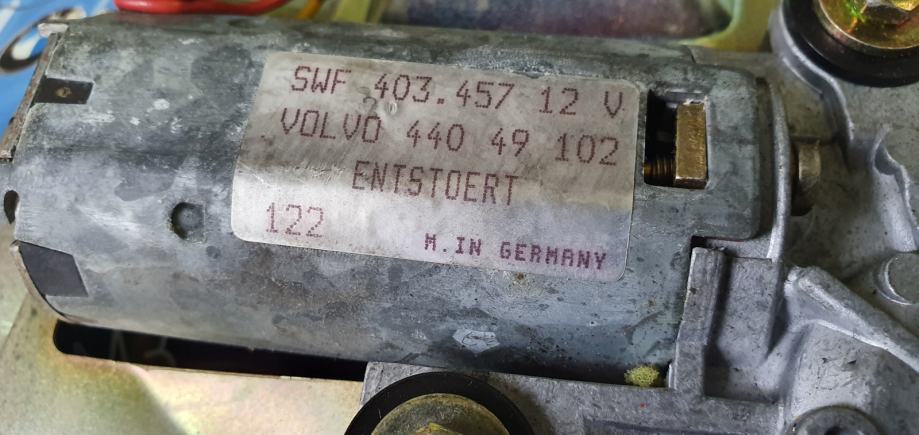 SWF 403.457 12 V
VOLVO 440 49 102
ENTSTOERT
122
M.IN GERMANY